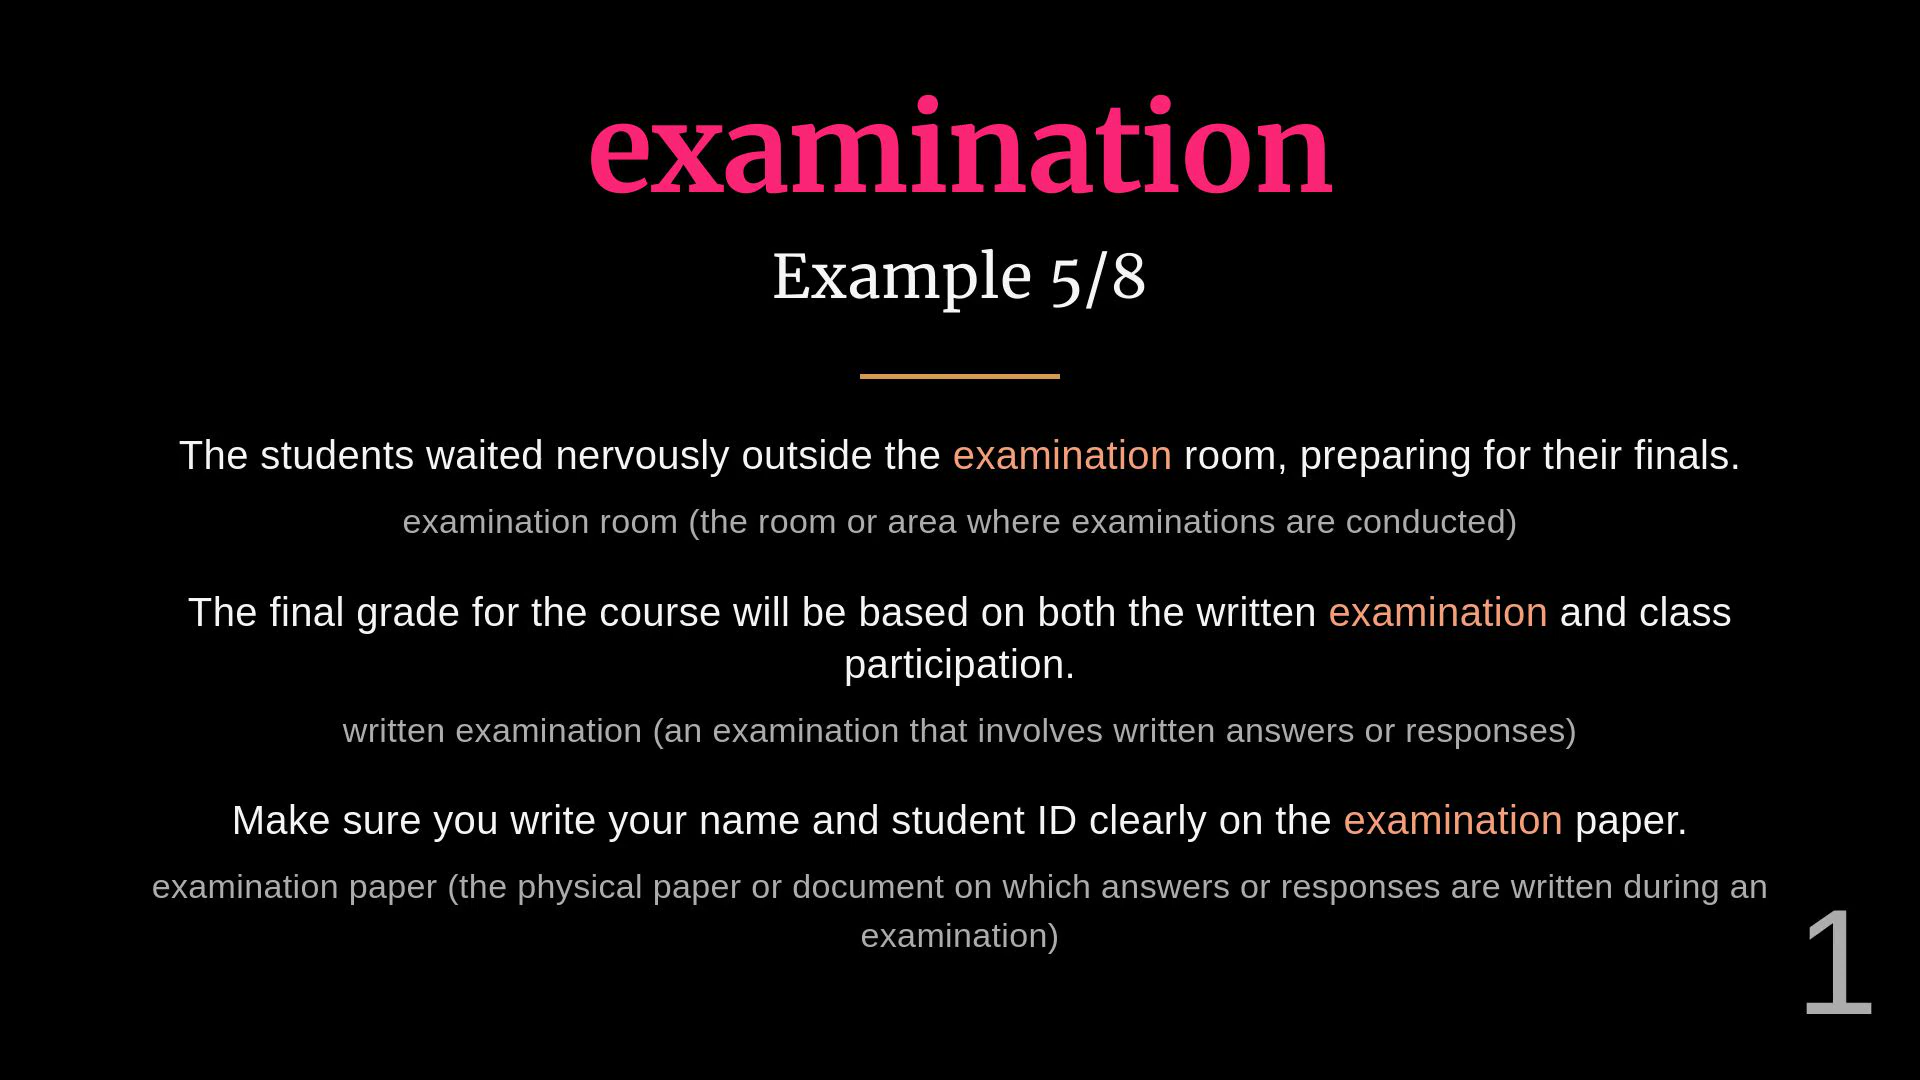 examination
Example 5/8
The students waited nervously outside the examination room, preparing for their finals.
examination room (the room or area where examinations are conducted)
The final grade for the course will be based on both the written examination and class
participation.
written examination (an examination that involves written answers or responses)
Make sure you write your name and student ID clearly on the examination paper.
examination paper (the physical paper or document on which answers or responses are written during an
examination)
1